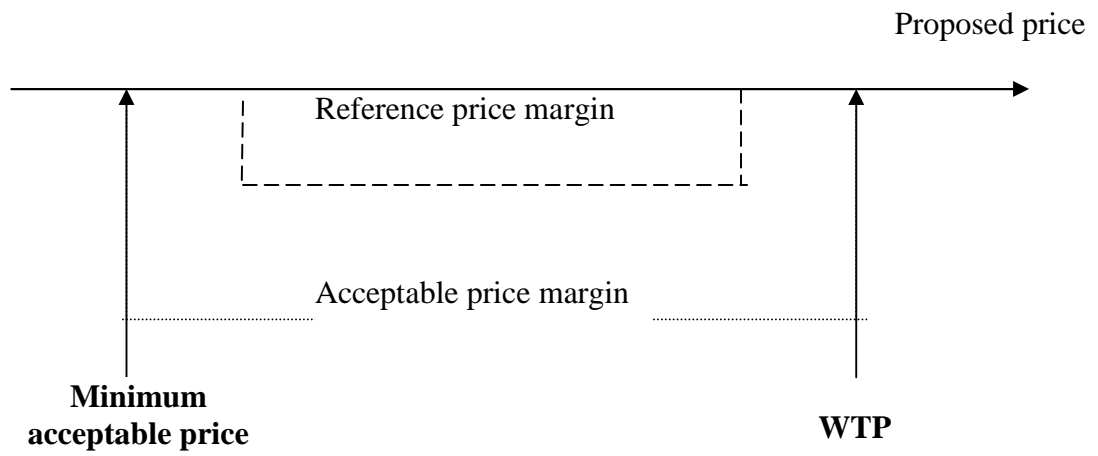 Proposed price
Reference price margin
Acceptable price margin
Minimum
acceptable price
WTP